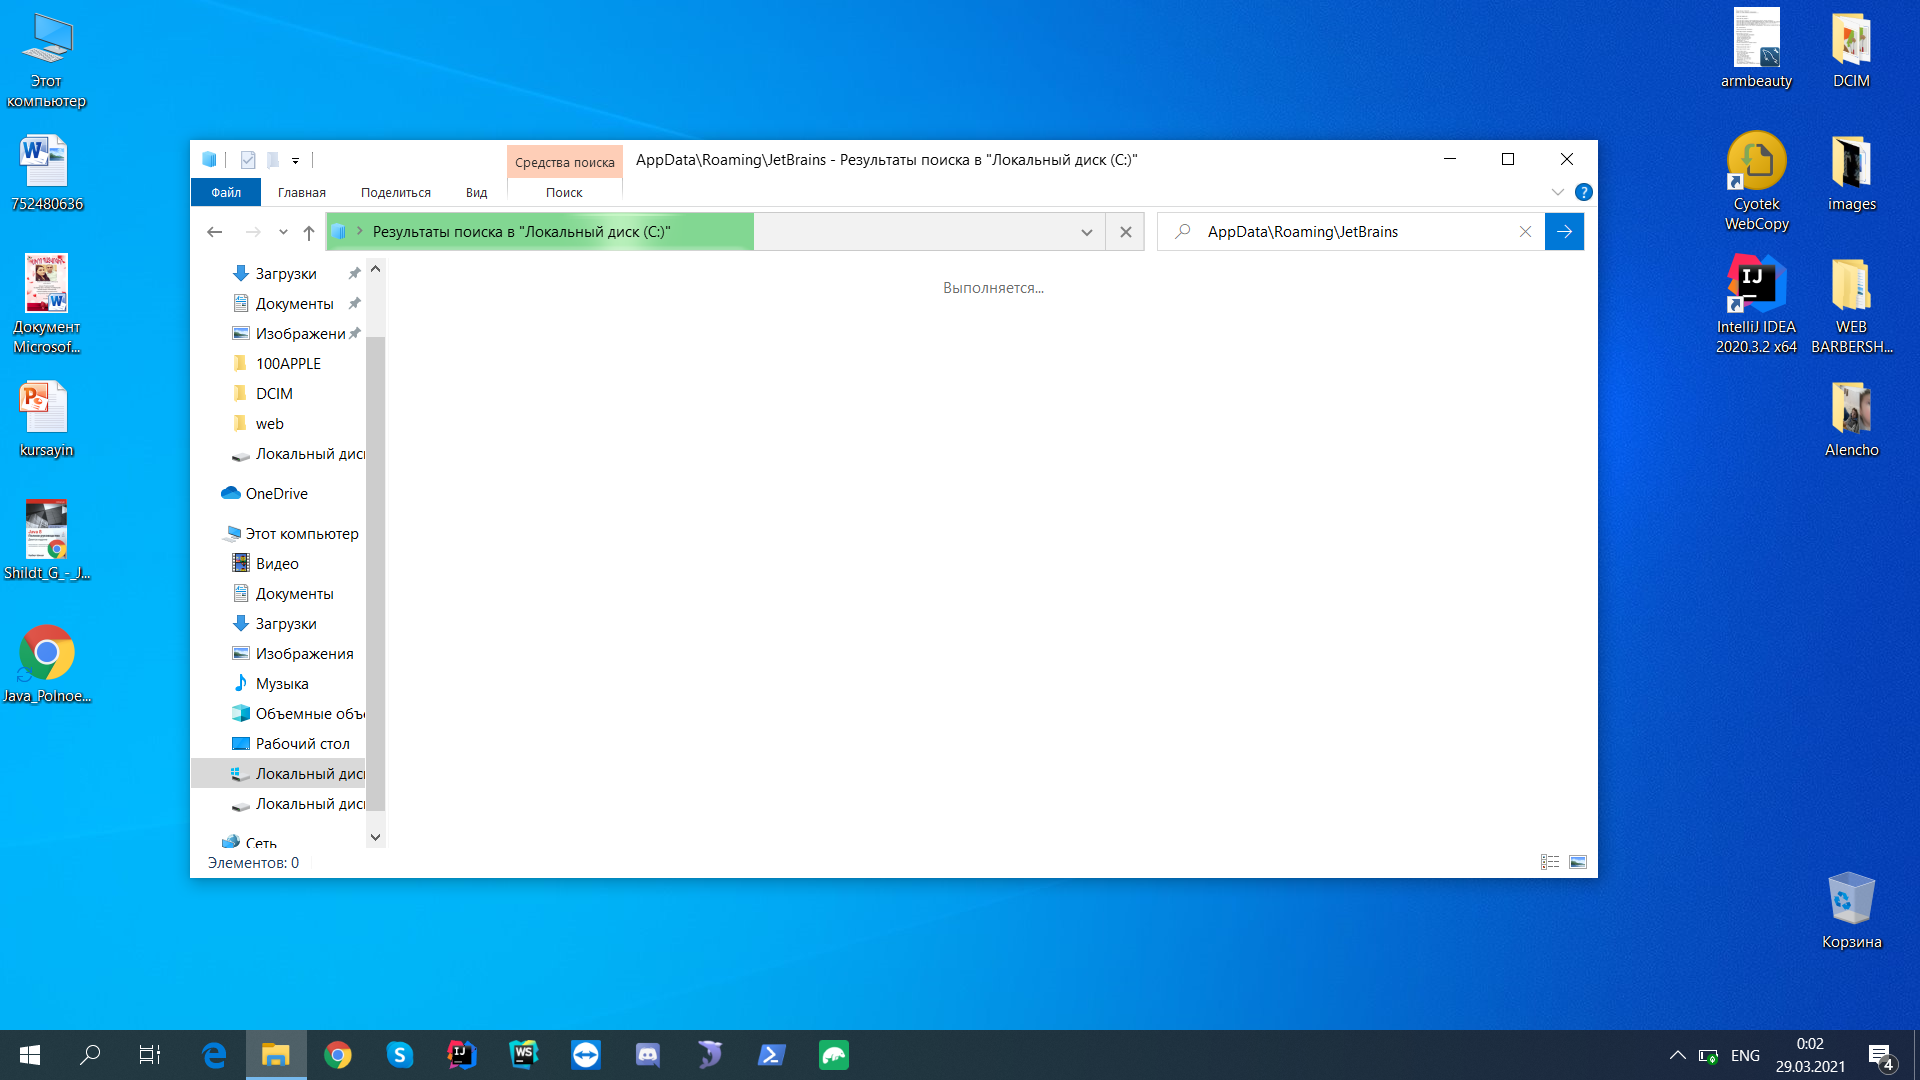 Этот
компьютер
752480636
Документ
Microsof...
kursayin
Shildt_G_-_J...
Java_Polnoe...
armbeauty
DCIM
Cyotek
WebCopy
images
IntelliJ IDEA
2020.3.2 x64
WEB
BARBERSH...
Alencho
Корзина
Средства поиска
AppData\Roaming\JetBrains - Результаты поиска в "Локальный диск (C:)"
Файл
Главная
Поделиться
Вид
Поиск
Результаты поиска в "Локальный диск (C:)"
AppData\Roaming\JetBrains
Загрузки
Документы
Изображени
100APPLE
DCIM
web
Локальный дис
OneDrive
Этот компьютер
Видео
Документы
Загрузки
Изображения
Музыка
Объемные объ
Рабочий стол
Локальный дис
Локальный дис
Сеть
Выполняется...
Элементов: 0
ENG
0:02
29.03.2021
4